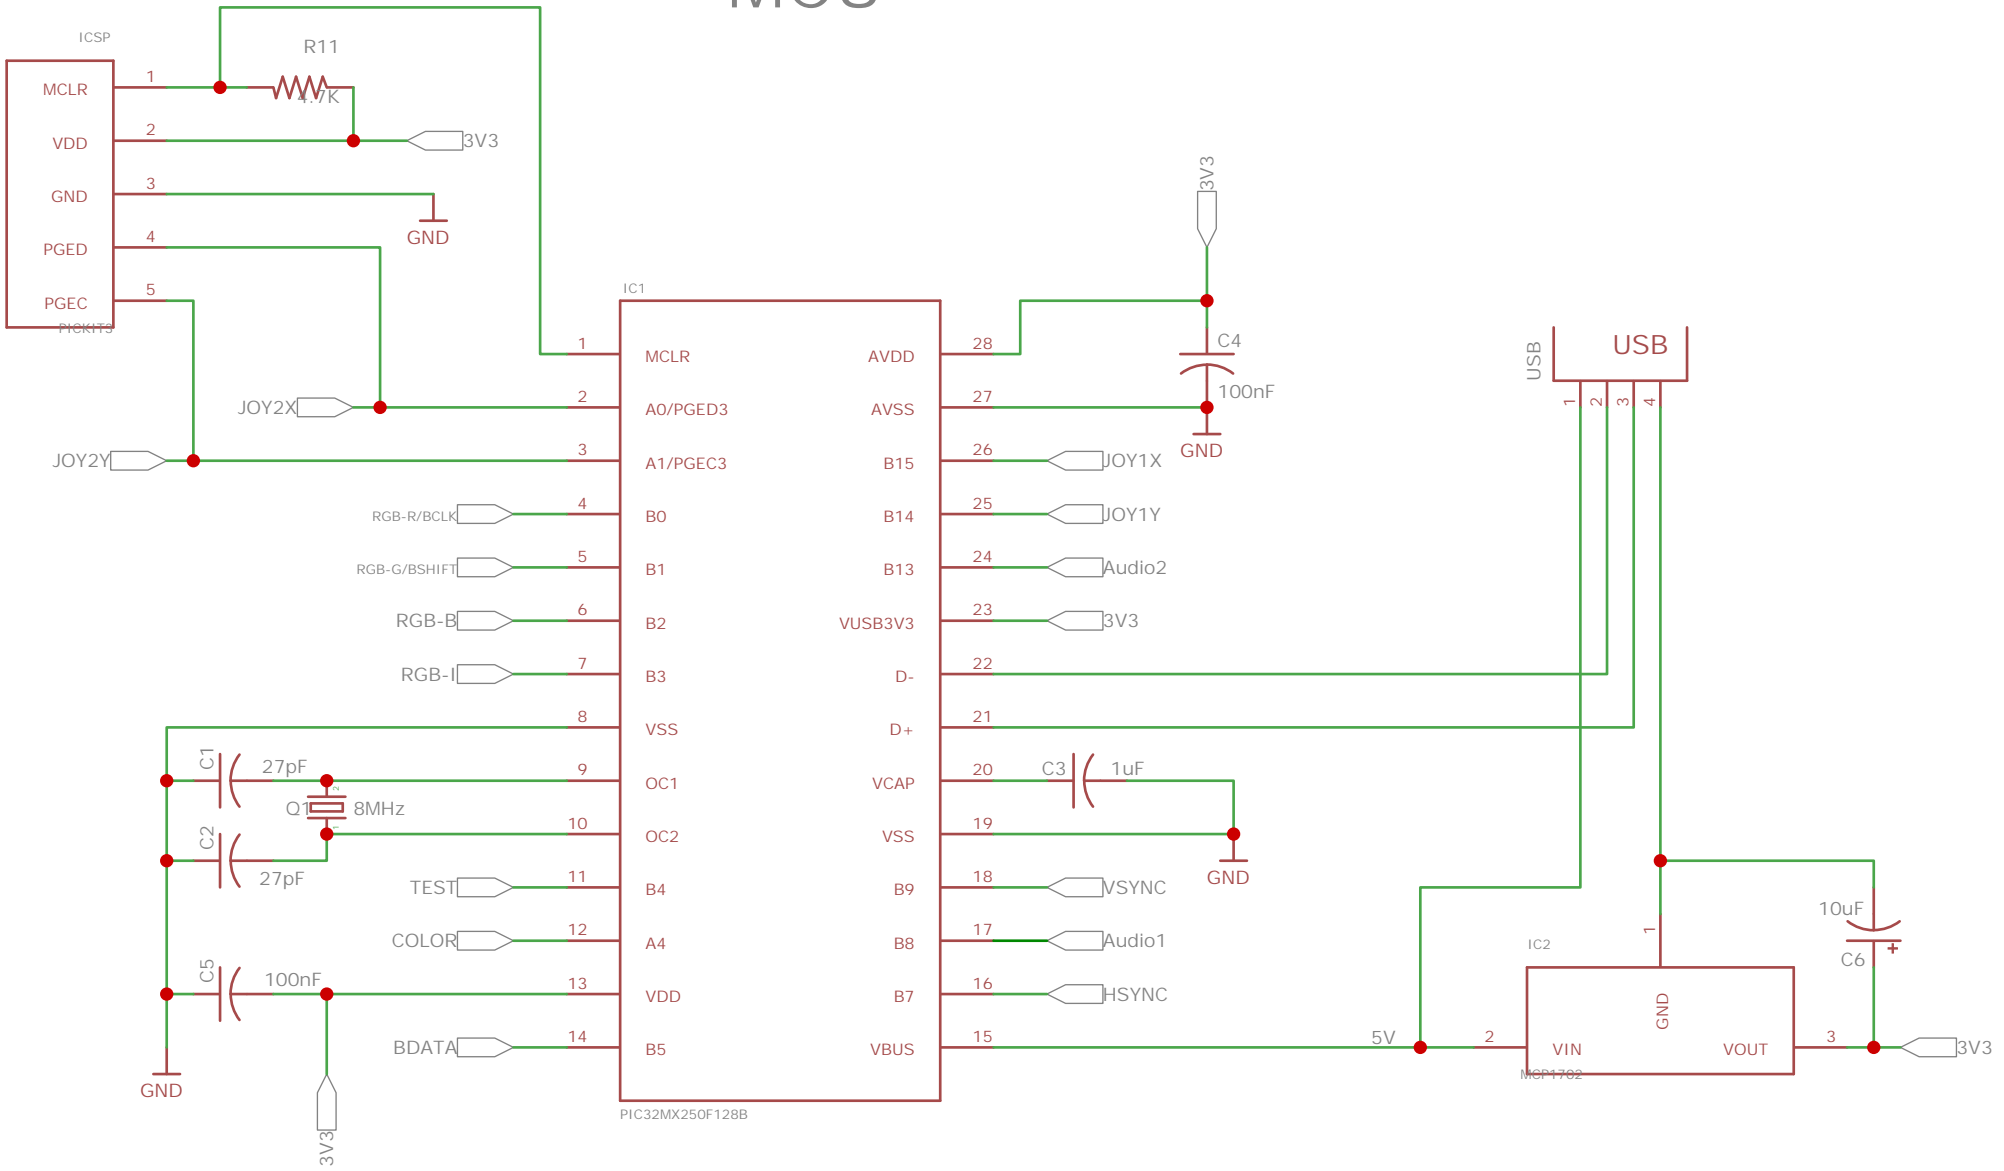 MCU
ICSP
R11
4.7K
MCLR 1
VDD 2
3V3
GND 3
GND
PGED 4
PGEC 5
PICKIT3
JOY2X
JOY2Y
RGB-R/BCLK
RGB-G/BSHIFT
RGB-B
RGB-I
C1 27pF
Q1 8MHz
2
1
C2 27pF
TEST
COLOR
C5 100nF
BDATA
GND
3V3
IC1
1 MCLR AVDD 28
2 A0/PGED3 AVSS 27
3 A1/PGEC3 B15 26
4 B0 B14 25
5 B1 B13 24
6 B2 VUSB3V3 23
7 B3 D- 22
8 VSS D+ 21
9 OC1 VCAP 20
10 OC2 VSS 19
11 B4 B9 18
12 A4 B8 17
13 VDD B7 16
14 B5 VBUS 15
PIC32MX250F128B
3V3
C4
100nF
GND
JOY1X
JOY1Y
Audio2
3V3
C3 1uF
GND
VSYNC
Audio1
HSYNC
5V
USB
USB
1 2 3 4
10uF
+
C6
IC2
1
GND
2 VIN VOUT 3
MCP1702
3V3